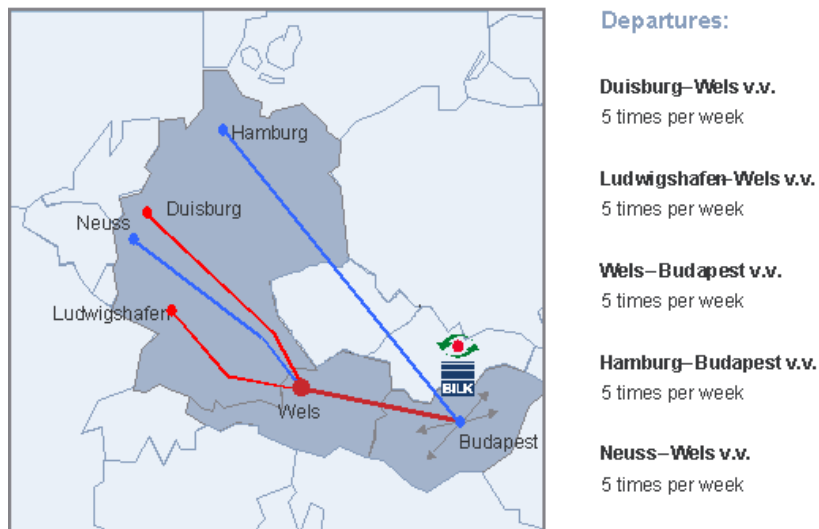 Hamburg
Duisburg
Neuss
Ludwigshafen
BILK
Wels
Budapest
Departures:
Duisburg–Wels v.v.
5 times per week
Ludwigshafen–Wels v.v.
5 times per week
Wels–Budapest v.v.
5 times per week
Hamburg–Budapest v.v.
5 times per week
Neuss–Wels v.v.
5 times per week